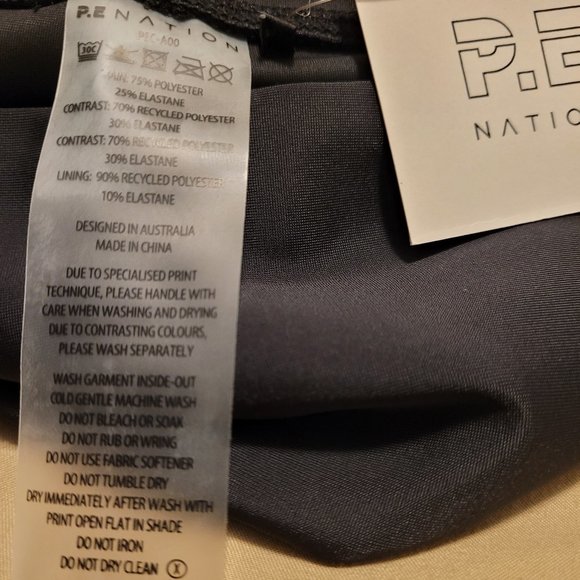 P.E NATION
30C
MAIN: 75% POLYESTER
25% ELASTANE
CONTRAST: 70% RECYCLED POLYESTER
30% ELASTANE
CONTRAST: 70% RECYCLED POLYESTER
30% ELASTANE
LINING: 90% RECYCLED POLYESTER
10% ELASTANE
DESIGNED IN AUSTRALIA
MADE IN CHINA
DUE TO SPECIALISED PRINT
TECHNIQUE, PLEASE HANDLE WITH
CARE WHEN WASHING AND DRYING
DUE TO CONTRASTING COLOURS,
PLEASE WASH SEPARATELY
WASH GARMENT INSIDE-OUT
COLD GENTLE MACHINE WASH
DO NOT BLEACH OR SOAK
DO NOT RUB OR WRING
DO NOT USE FABRIC SOFTENER
DO NOT TUMBLE DRY
DRY IMMEDIATELY AFTER WASH WITH
PRINT OPEN FLAT IN SHADE
DO NOT IRON
DO NOT DRY CLEAN X
P.E
NATIO